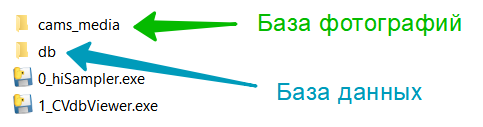 cams_media
База фотографий
db
0_hiSampler.exe
База данных
1_CVdbViewer.exe